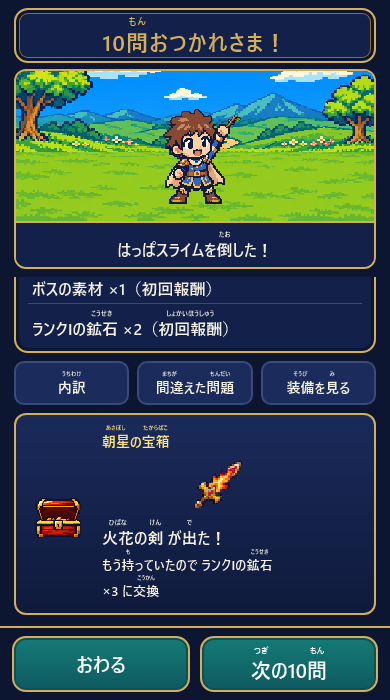 もん
10問おつかれさま！
たお
はっぱスライムを倒した！
ボスの素材 ×1（初回報酬）
こうせき しょかいほうしゅう
ランクIの鉱石 ×2（初回報酬）
うちわけ
内訳
まちが もんだい
間違えた問題
そうび み
装備を見る
あさぼし たからばこ
朝星の宝箱
ひばな けん で
火花の剣 が出た！
も こうせき
もう持っていたので ランクIの鉱石
こうかん
×3 に交換
おわる
つぎ もん
次の10問